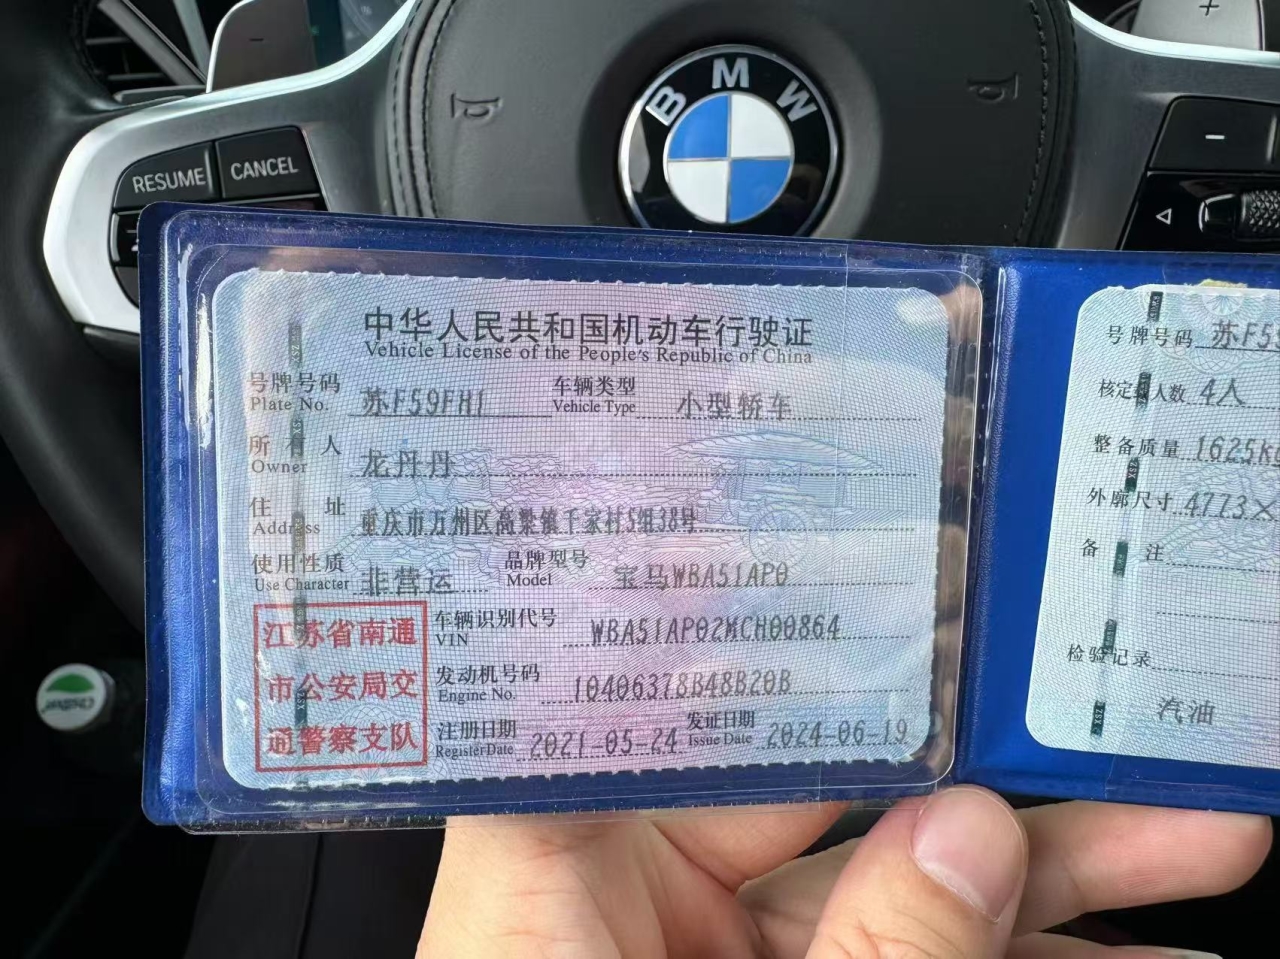 BMW
RESUME
CANCEL
中华人民共和国机动车行驶证
Vehicle License of the People's Republic of China
号牌号码 苏F59FH1 车辆类型 小型轿车
Plate No. Vehicle Type
所有人 龙丹丹
Owner
住址 重庆市万州区高梁镇千家村5组38号
Address
使用性质 非营运 品牌型号 宝马WBA51AP0
Use Character Model
江苏省南通
市公安局交
通警察支队
车辆识别代号 WBA51AP02MCH00864
VIN
发动机号码 10406378B48B20B
Engine No.
注册日期 2021-05-24 发证日期 2024-06-19
Register Date Issue Date
号牌号码 苏F5
核定载人数 4人
整备质量 1625k
外廓尺寸 4773×
备注
检验记录
汽油